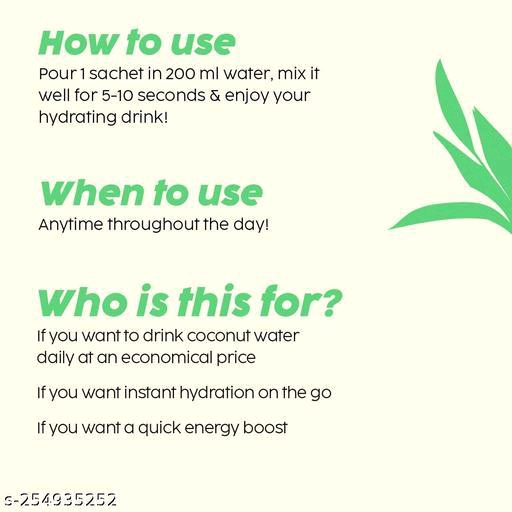 How to use
Pour 1 sachet in 200 ml water, mix it
well for 5-10 seconds & enjoy your
hydrating drink!
When to use
Anytime throughout the day!
Who is this for?
If you want to drink coconut water
daily at an economical price
If you want instant hydration on the go
If you want a quick energy boost
s-254935252